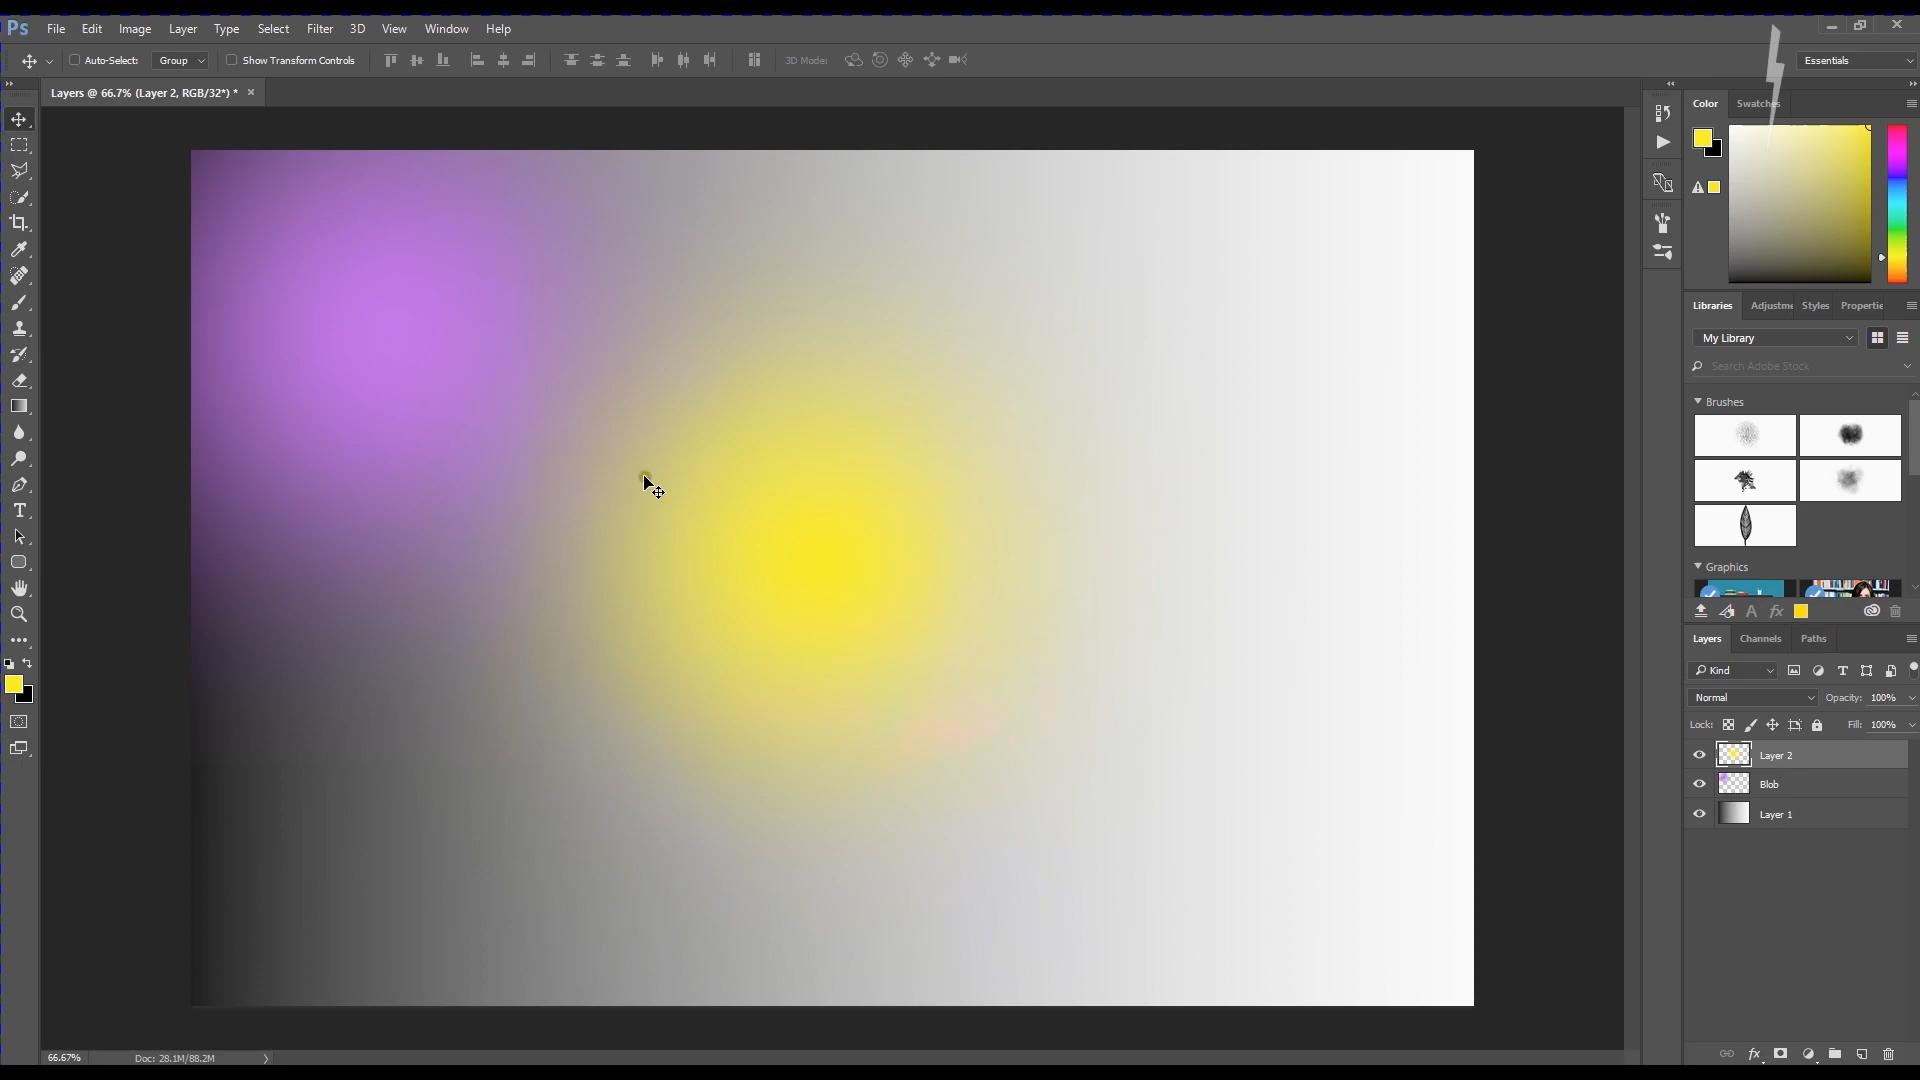 Ps File Edit Image Layer Type Select Filter 3D View Window Help
Auto-Select: Group Show Transform Controls 3D Mode: Essentials
Layers @ 66.7% (Layer 2, RGB/32*) * ×
Color Swatches
Libraries Adjustme Styles Propertie
My Library
Search Adobe Stock
Brushes
Graphics
Layers Channels Paths
Kind
Normal Opacity: 100%
Lock: Fill: 100%
Layer 2
Blob
Layer 1
66.67% Doc: 28.1M/88.2M